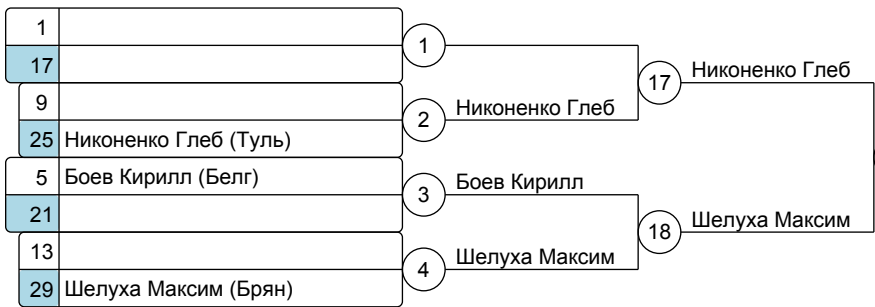 1
17
1
9
25 Никоненко Глеб (Туль)
2 Никоненко Глеб
17 Никоненко Глеб
5 Боев Кирилл (Белг)
21
3 Боев Кирилл
13
29 Шелуха Максим (Брян)
4 Шелуха Максим
18 Шелуха Максим